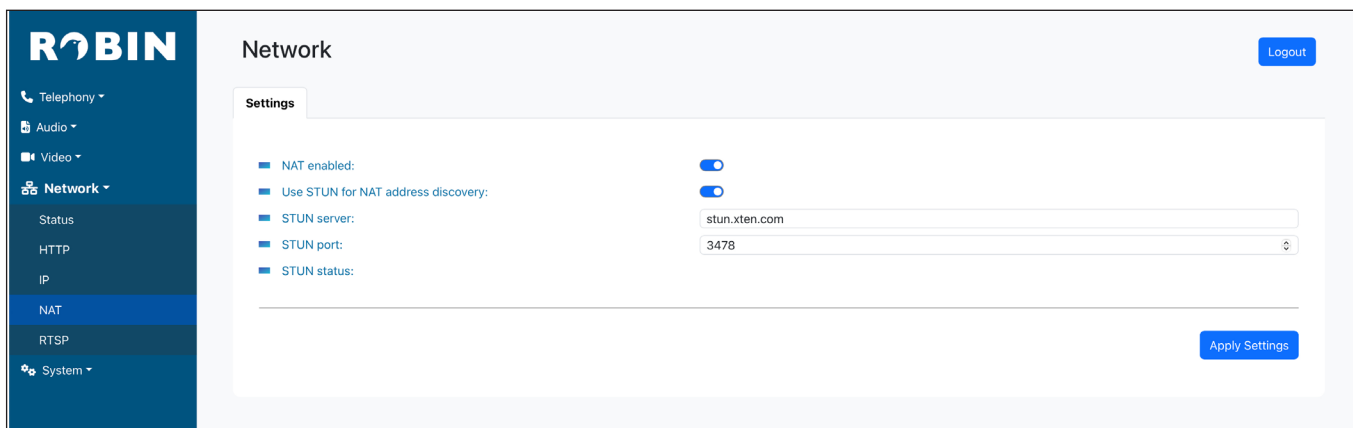 ROBIN
Network
Logout
Telephony
Audio
Video
Network
Status
HTTP
IP
NAT
RTSP
System
Settings
NAT enabled:
Use STUN for NAT address discovery:
STUN server:
stun.xten.com
STUN port:
3478
STUN status:
Apply Settings